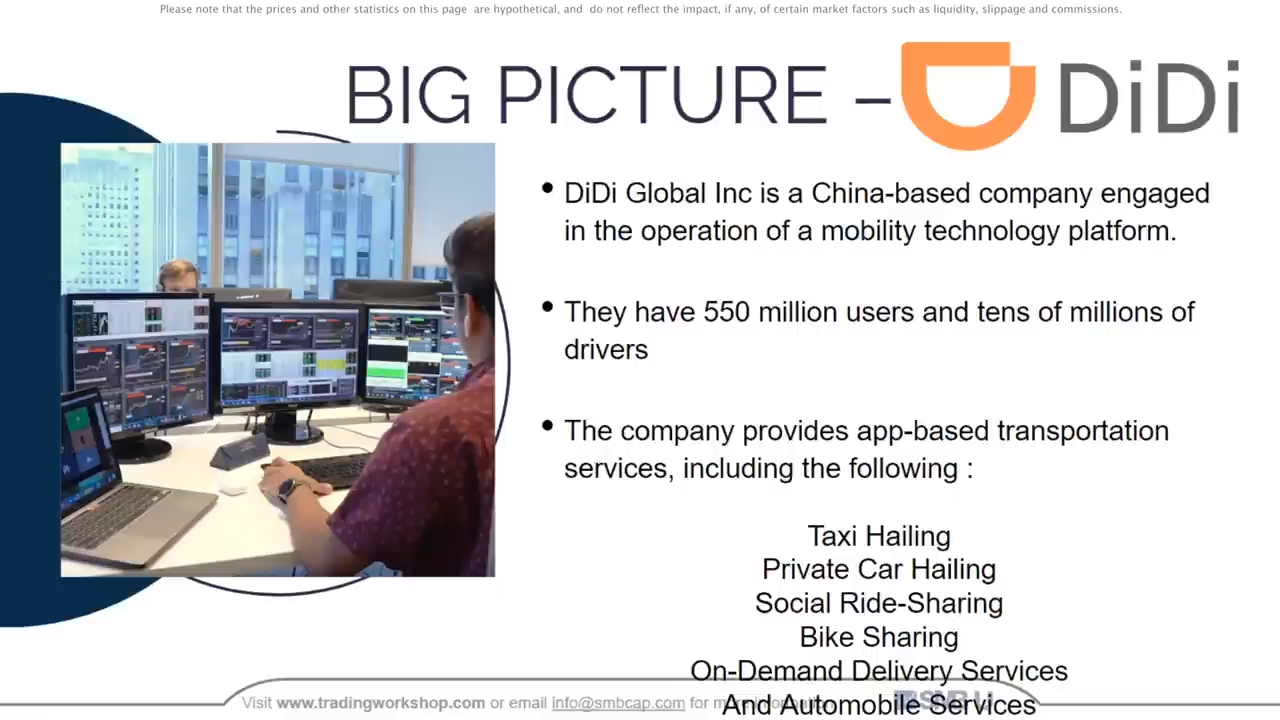 Please note that the prices and other statistics on this page are hypothetical, and do not reflect the impact, if any, of certain market factors such as liquidity, slippage and commissions.
BIG PICTURE – DiDi
• DiDi Global Inc is a China-based company engaged
in the operation of a mobility technology platform.
• They have 550 million users and tens of millions of
drivers
• The company provides app-based transportation
services, including the following :
Taxi Hailing
Private Car Hailing
Social Ride-Sharing
Bike Sharing
On-Demand Delivery Services
And Automobile Services
Visit www.tradingworkshop.com or email info@smbcap.com for more information
SMB U